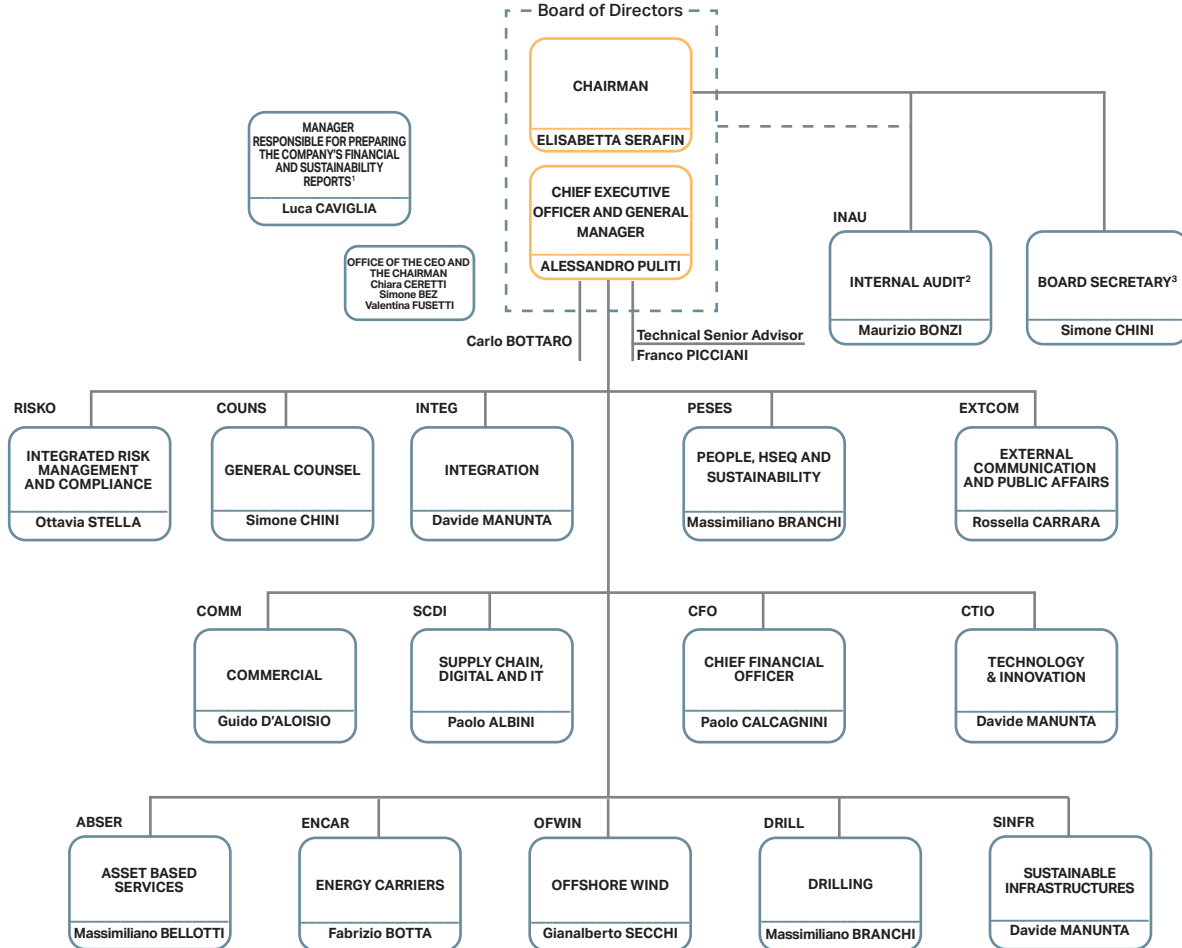 Board of Directors
CHAIRMAN
ELISABETTA SERAFIN
MANAGER
RESPONSIBLE FOR PREPARING
THE COMPANY'S FINANCIAL
AND SUSTAINABILITY
REPORTS¹
Luca CAVIGLIA
CHIEF EXECUTIVE
OFFICER AND GENERAL
MANAGER
ALESSANDRO PULITI
OFFICE OF THE CEO AND
THE CHAIRMAN
Chiara CERETTI
Simone BEZ
Valentina FUSETTI
INAU
INTERNAL AUDIT²
Maurizio BONZI
BOARD SECRETARY³
Simone CHINI
Carlo BOTTARO
Technical Senior Advisor
Franco PICCIANI
RISKO
INTEGRATED RISK
MANAGEMENT
AND COMPLIANCE
Ottavia STELLA
COUNS
GENERAL COUNSEL
Simone CHINI
INTEG
INTEGRATION
Davide MANUNTA
PESES
PEOPLE, HSEQ AND
SUSTAINABILITY
Massimiliano BRANCHI
EXTCOM
EXTERNAL
COMMUNICATION
AND PUBLIC AFFAIRS
Rossella CARRARA
COMM
COMMERCIAL
Guido D'ALOISIO
SCDI
SUPPLY CHAIN,
DIGITAL AND IT
Paolo ALBINI
CFO
CHIEF FINANCIAL
OFFICER
Paolo CALCAGNINI
CTIO
TECHNOLOGY
& INNOVATION
Davide MANUNTA
ABSER
ASSET BASED
SERVICES
Massimiliano BELLOTTI
ENCAR
ENERGY CARRIERS
Fabrizio BOTTA
OFWIN
OFFSHORE WIND
Gianalberto SECCHI
DRILL
DRILLING
Massimiliano BRANCHI
SINFR
SUSTAINABLE
INFRASTRUCTURES
Davide MANUNTA